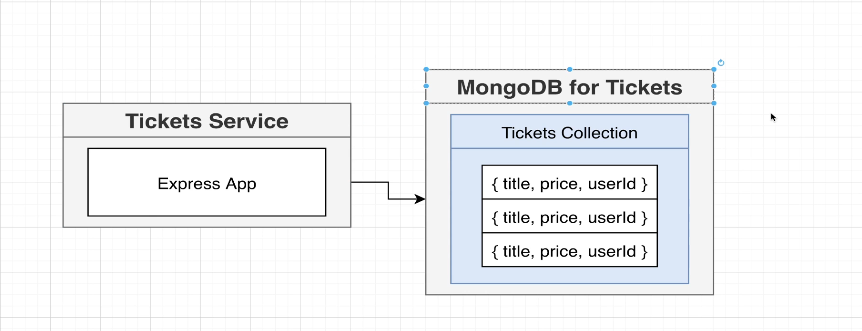 MongoDB for Tickets
Tickets Service
Tickets Collection
Express App
{ title, price, userId }
{ title, price, userId }
{ title, price, userId }